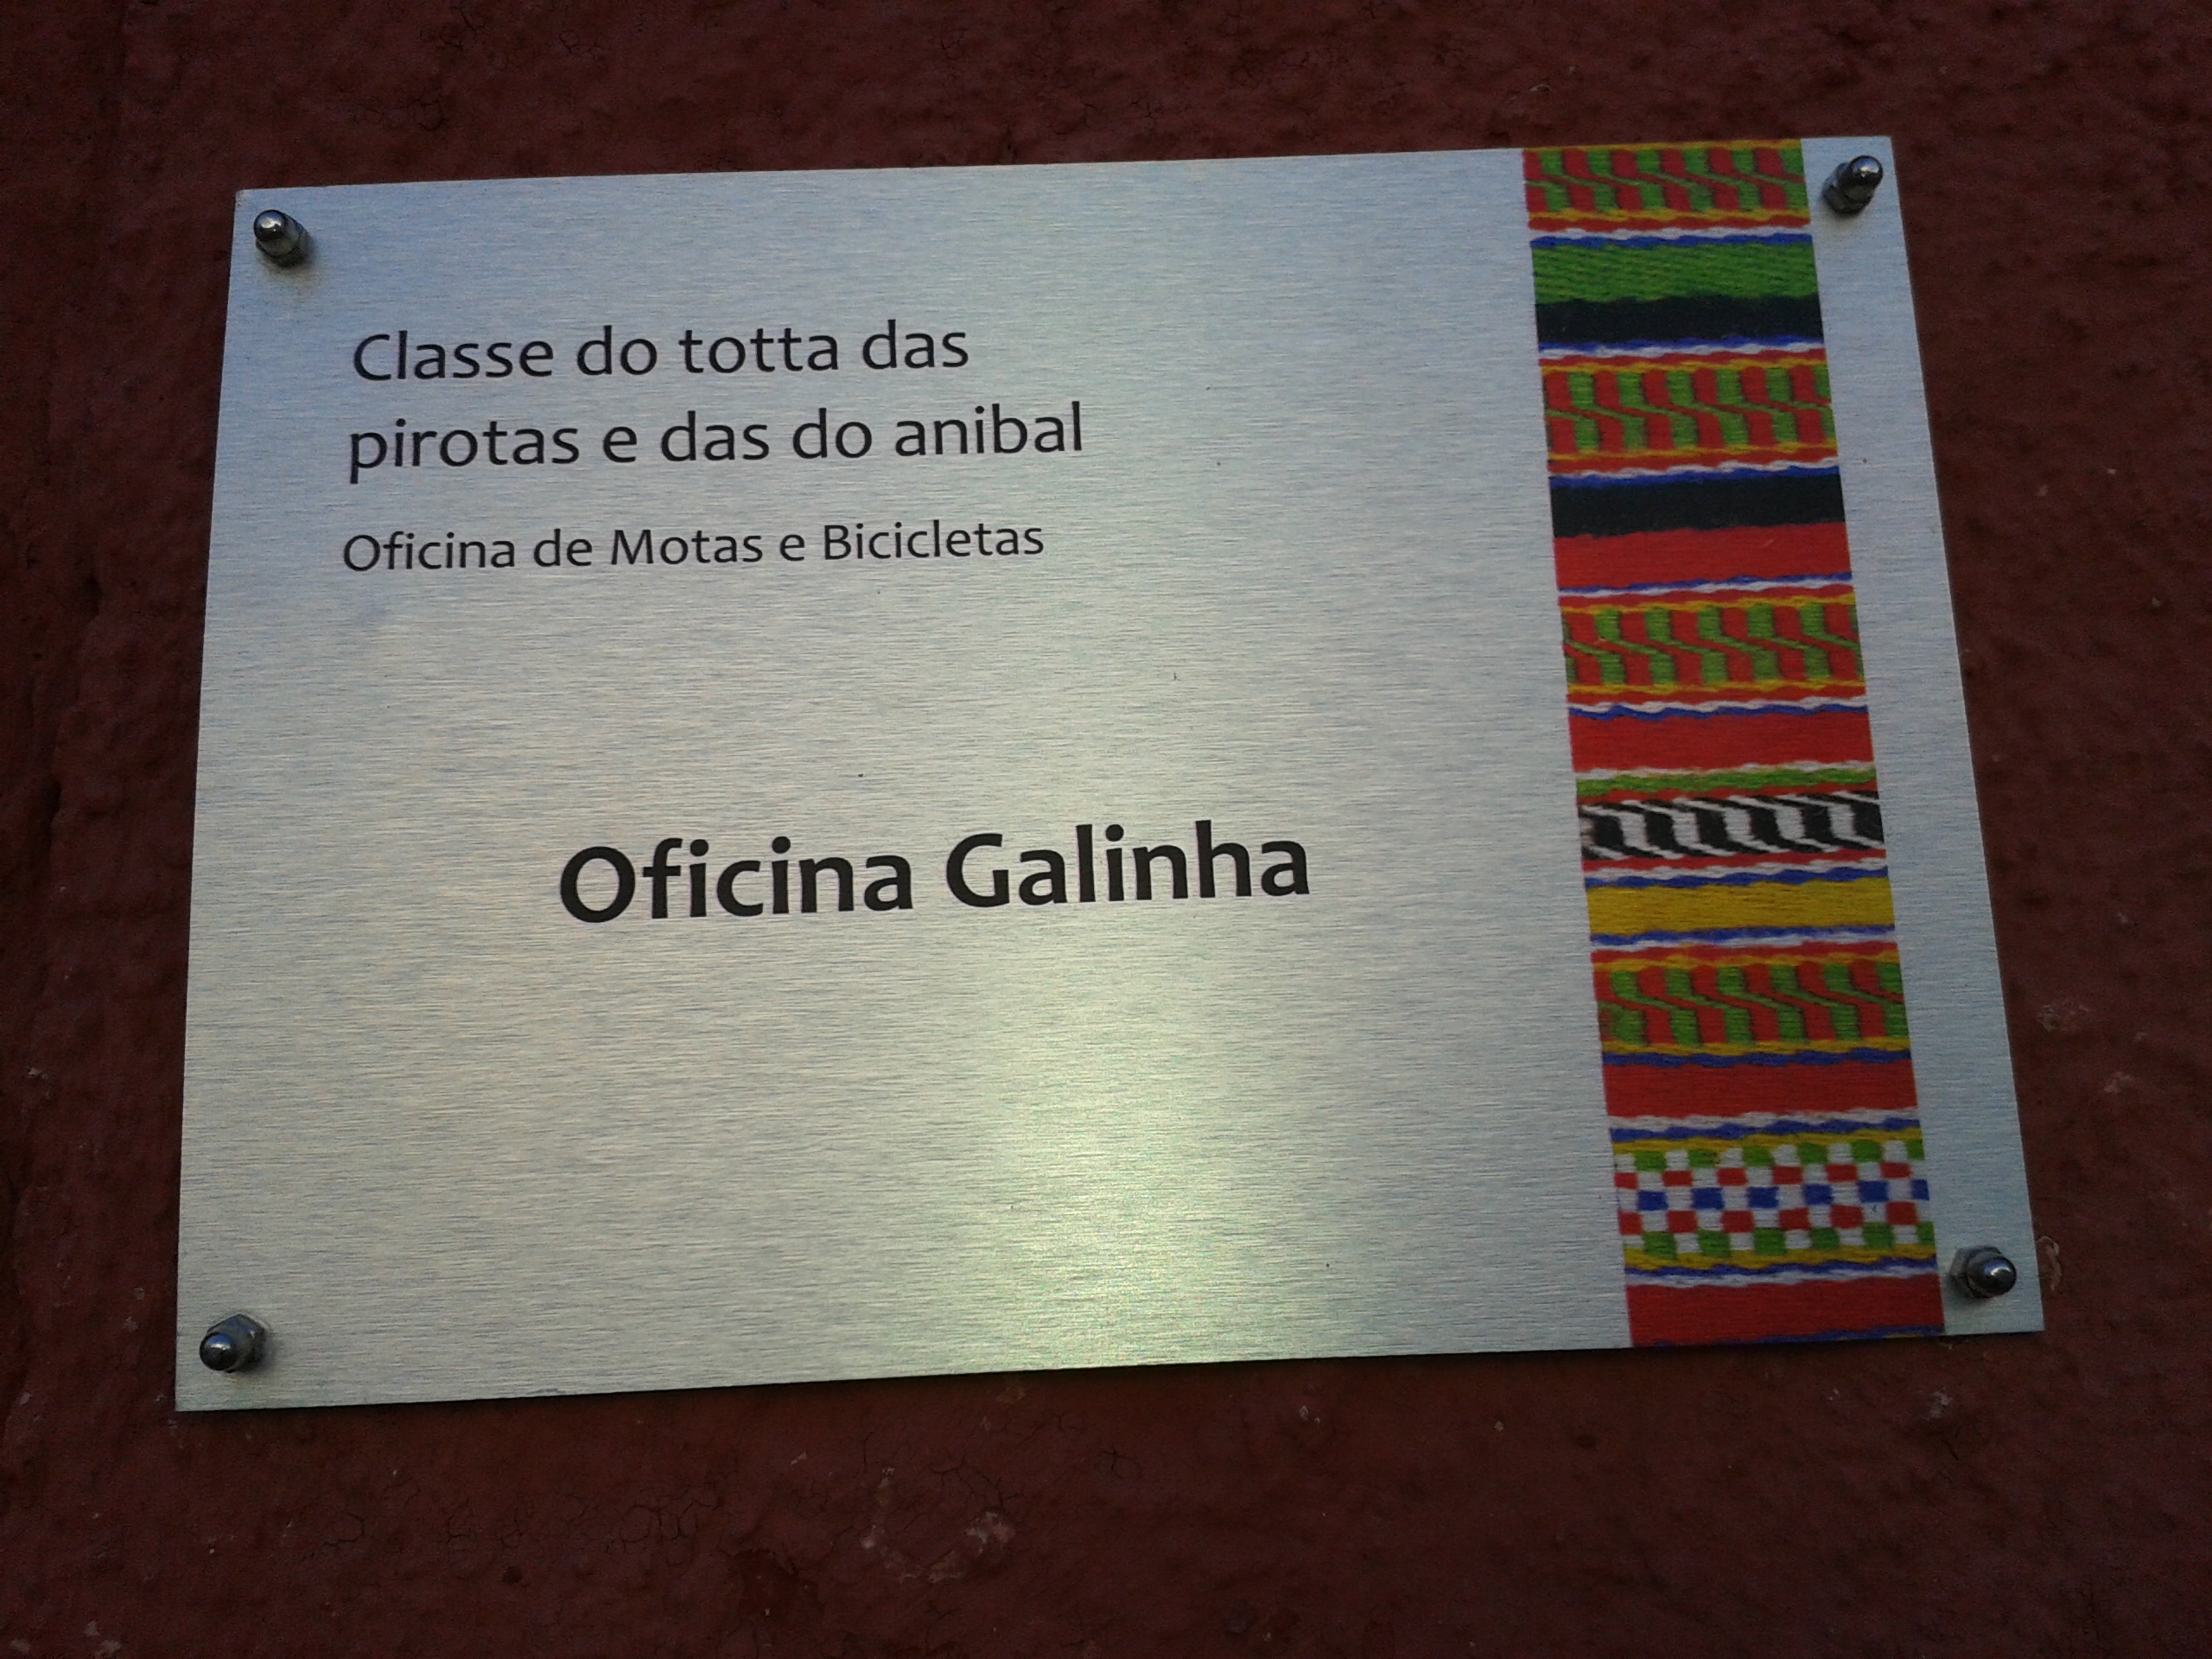 Classe do totta das
pirotas e das do anibal
Oficina de Motas e Bicicletas
Oficina Galinha